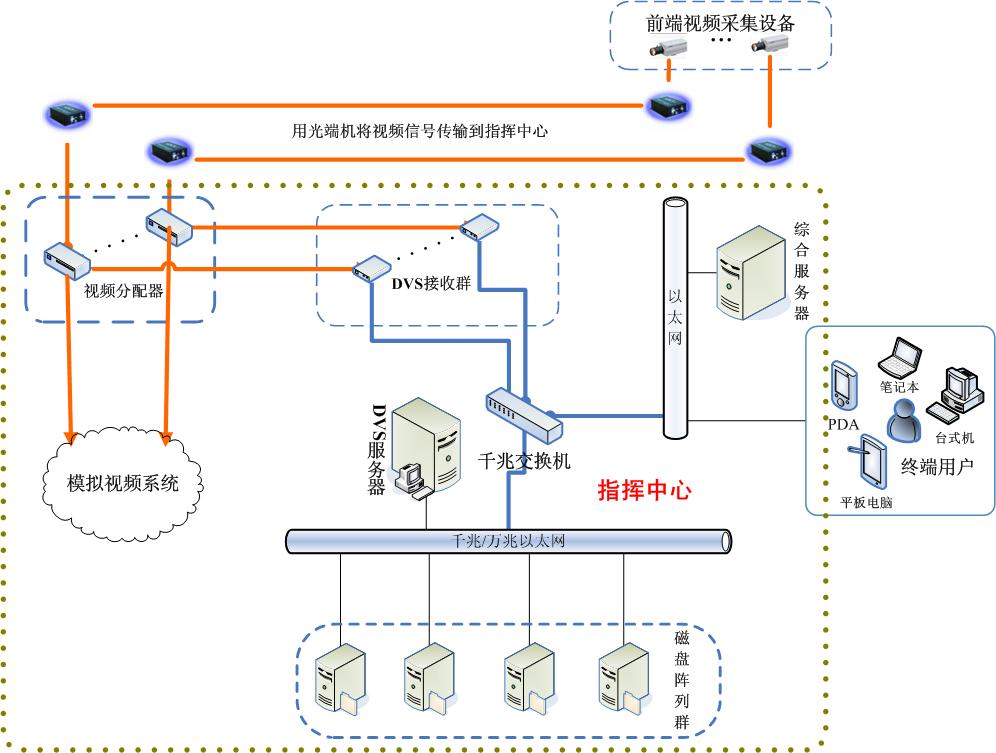 前端视频采集设备
用光端机将视频信号传输到指挥中心
视频分配器
DVS接收群
以太网
综合服务器
笔记本
PDA
台式机
终端用户
平板电脑
DVS服务器
千兆交换机
指挥中心
模拟视频系统
千兆/万兆以太网
磁盘阵列群